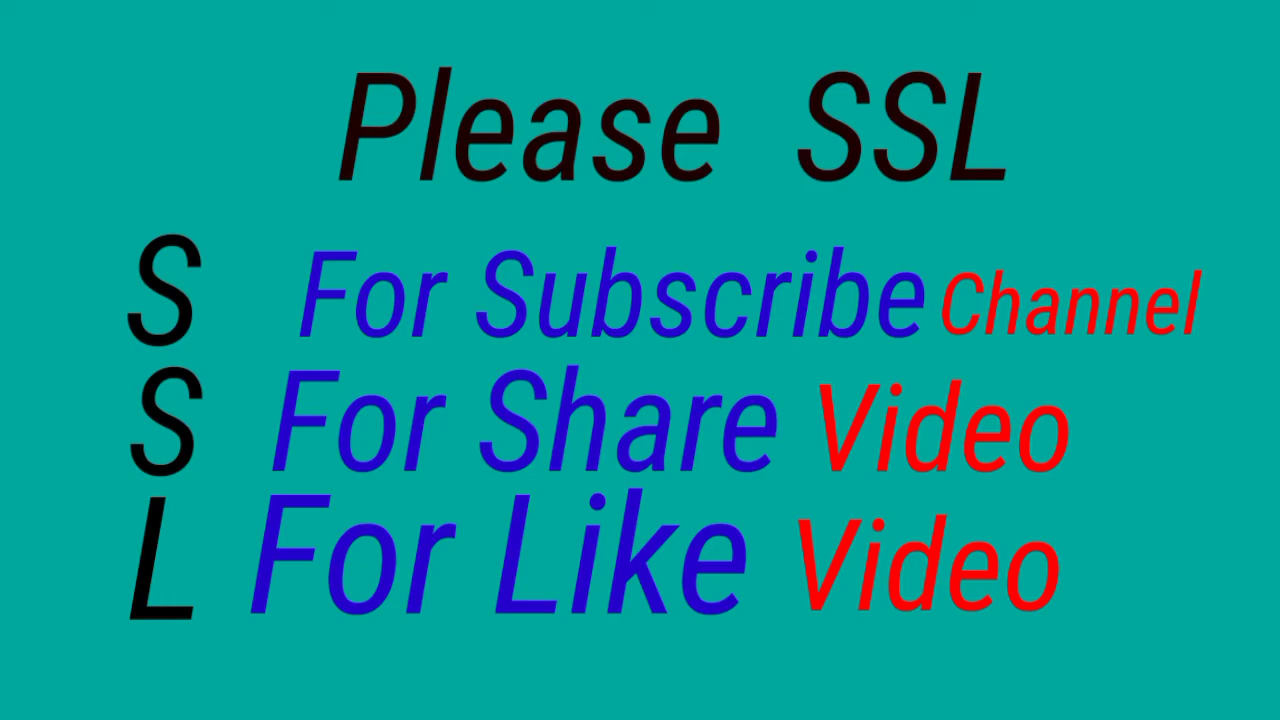 Please SSL
S For Subscribe Channel
S For Share Video
L For Like Video